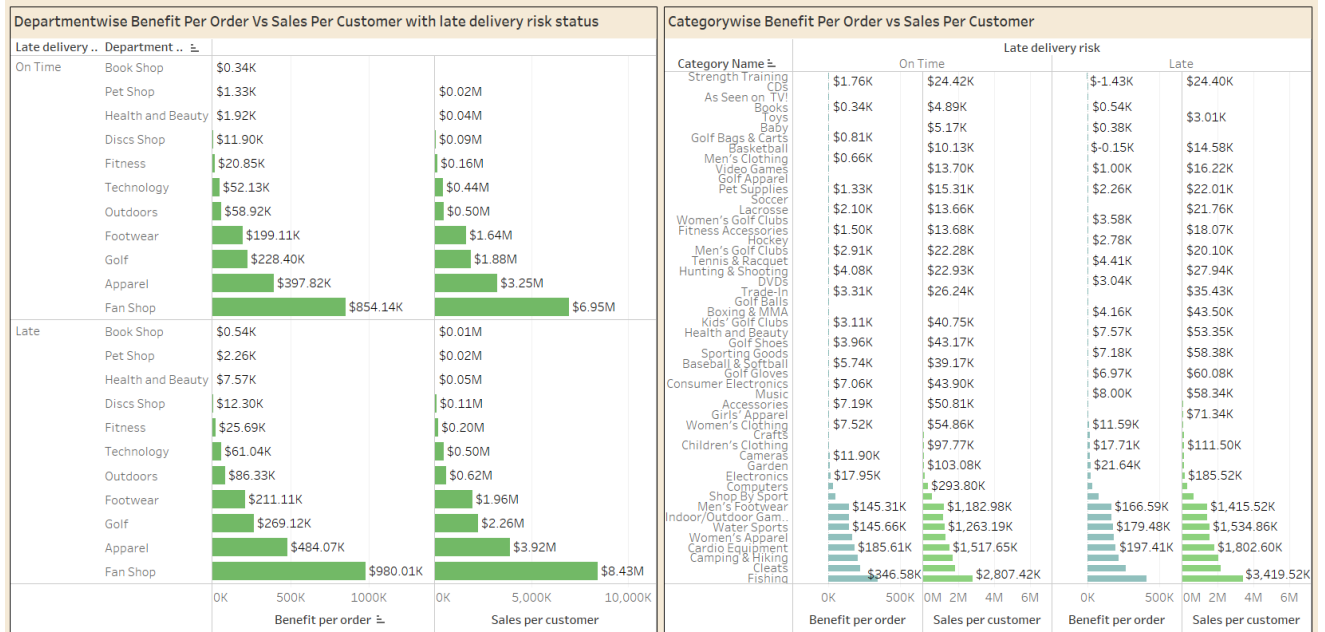 Departmentwise Benefit Per Order Vs Sales Per Customer with late delivery risk status
Late delivery .. Department ..
On Time Book Shop $0.34K
Pet Shop $1.33K $0.02M
Health and Beauty $1.92K $0.04M
Discs Shop $11.90K $0.09M
Fitness $20.85K $0.16M
Technology $52.13K $0.44M
Outdoors $58.92K $0.50M
Footwear $199.11K $1.64M
Golf $228.40K $1.88M
Apparel $397.82K $3.25M
Fan Shop $854.14K $6.95M
Late Book Shop $0.54K $0.01M
Pet Shop $2.26K $0.02M
Health and Beauty $7.57K $0.05M
Discs Shop $12.30K $0.11M
Fitness $25.69K $0.20M
Technology $61.04K $0.50M
Outdoors $86.33K $0.62M
Footwear $211.11K $1.96M
Golf $269.12K $2.26M
Apparel $484.07K $3.92M
Fan Shop $980.01K $8.43M
0K 500K 1000K 0K 5,000K 10,000K
Benefit per order Sales per customer
Categorywise Benefit Per Order vs Sales Per Customer
Late delivery risk
Category Name On Time Late
Strength Training $1.76K $24.42K $-1.43K $24.40K
CDs
As Seen on TV!
Books $0.34K $4.89K $0.54K
Toys $3.01K
Baby $5.17K $0.38K
Golf Bags & Carts $0.81K
Basketball $10.13K $-0.15K $14.58K
Men's Clothing $0.66K
Video Games $13.70K $1.00K $16.22K
Golf Apparel
Pet Supplies $1.33K $15.31K $2.26K $22.01K
Soccer
Lacrosse $2.10K $13.66K $21.76K
Women's Golf Clubs $3.58K
Fitness Accessories $1.50K $13.68K $18.07K
Hockey $2.78K
Men's Golf Clubs $2.91K $22.28K $20.10K
Tennis & Racquet $4.41K
Hunting & Shooting $4.08K $22.93K $27.94K
DVDs $3.04K
Trade-In $3.31K $26.24K $35.43K
Golf Balls
Boxing & MMA $4.16K $43.50K
Kids' Golf Clubs $3.11K $40.75K
Health and Beauty $7.57K $53.35K
Golf Shoes $3.96K $43.17K
Sporting Goods $7.18K $58.38K
Baseball & Softball $5.74K $39.17K
Golf Gloves $6.97K $60.08K
Consumer Electronics $7.06K $43.90K
Music $8.00K $58.34K
Accessories $7.19K $50.81K
Girls' Apparel $71.34K
Women's Clothing $7.52K $54.86K $11.59K
Crafts
Children's Clothing $97.77K $17.71K $111.50K
Cameras $11.90K
Garden $103.08K $21.64K
Electronics $17.95K $185.52K
Computers $293.80K
Shop By Sport
Men's Footwear $145.31K $1,182.98K $166.59K $1,415.52K
Indoor/Outdoor Gam..
Water Sports $145.66K $1,263.19K $179.48K $1,534.86K
Women's Apparel
Cardio Equipment $185.61K $1,517.65K $197.41K $1,802.60K
Camping & Hiking
Cleats
Fishing $346.58K $2,807.42K $3,419.52K
0K 500K 0M 2M 4M 6M 0K 500K 0M 2M 4M 6M
Benefit per order Sales per customer Benefit per order Sales per customer